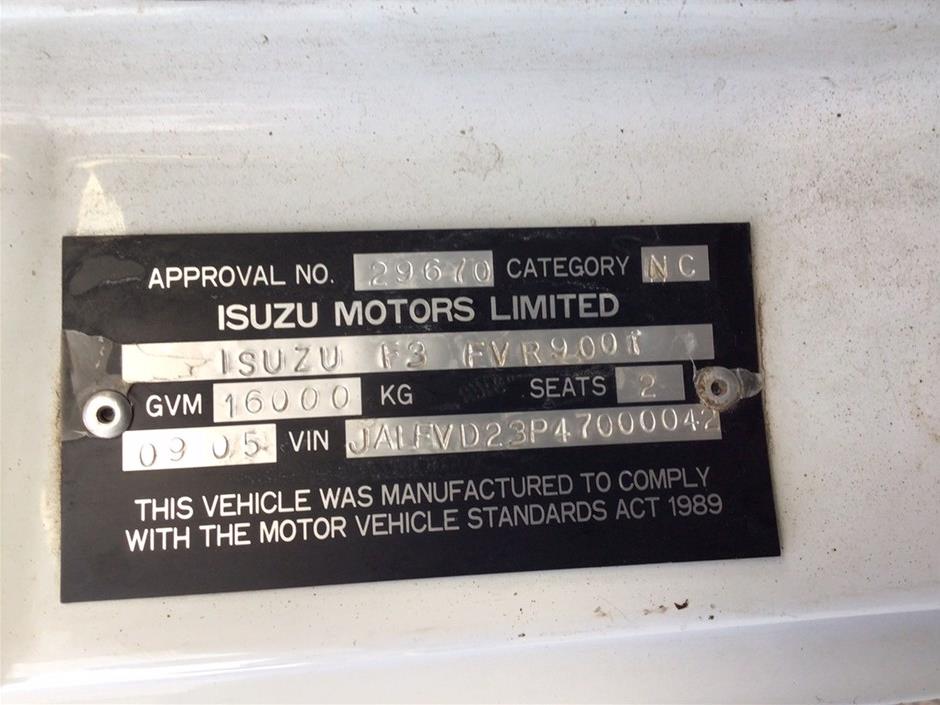 APPROVAL NO. 29670 CATEGORY NC
ISUZU MOTORS LIMITED
ISUZU F3 FVR900T
GVM 16000 KG SEATS 2
09 05 VIN JALFVD23P47000042
THIS VEHICLE WAS MANUFACTURED TO COMPLY
WITH THE MOTOR VEHICLE STANDARDS ACT 1989